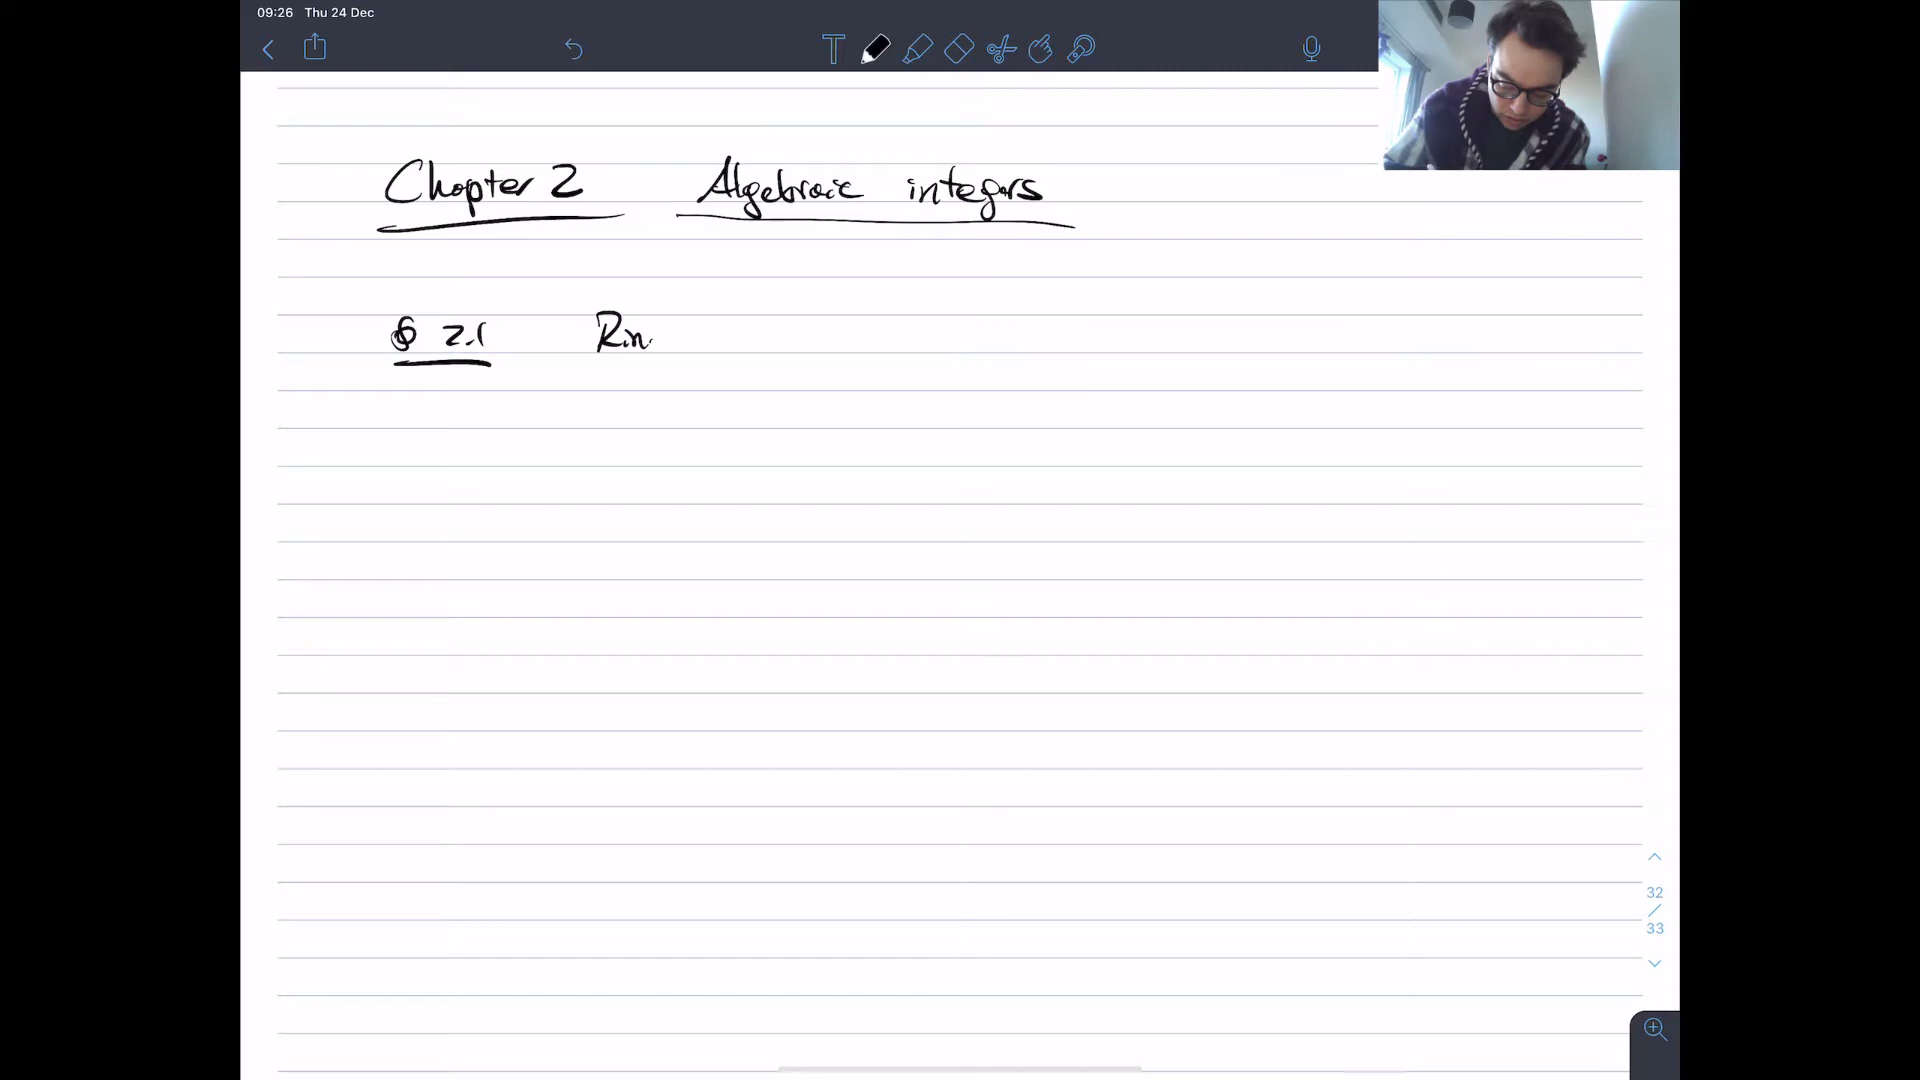 09:26 Thu 24 Dec
Chapter 2 Algebraic integers
§ 2.1 Rin
32
/
33